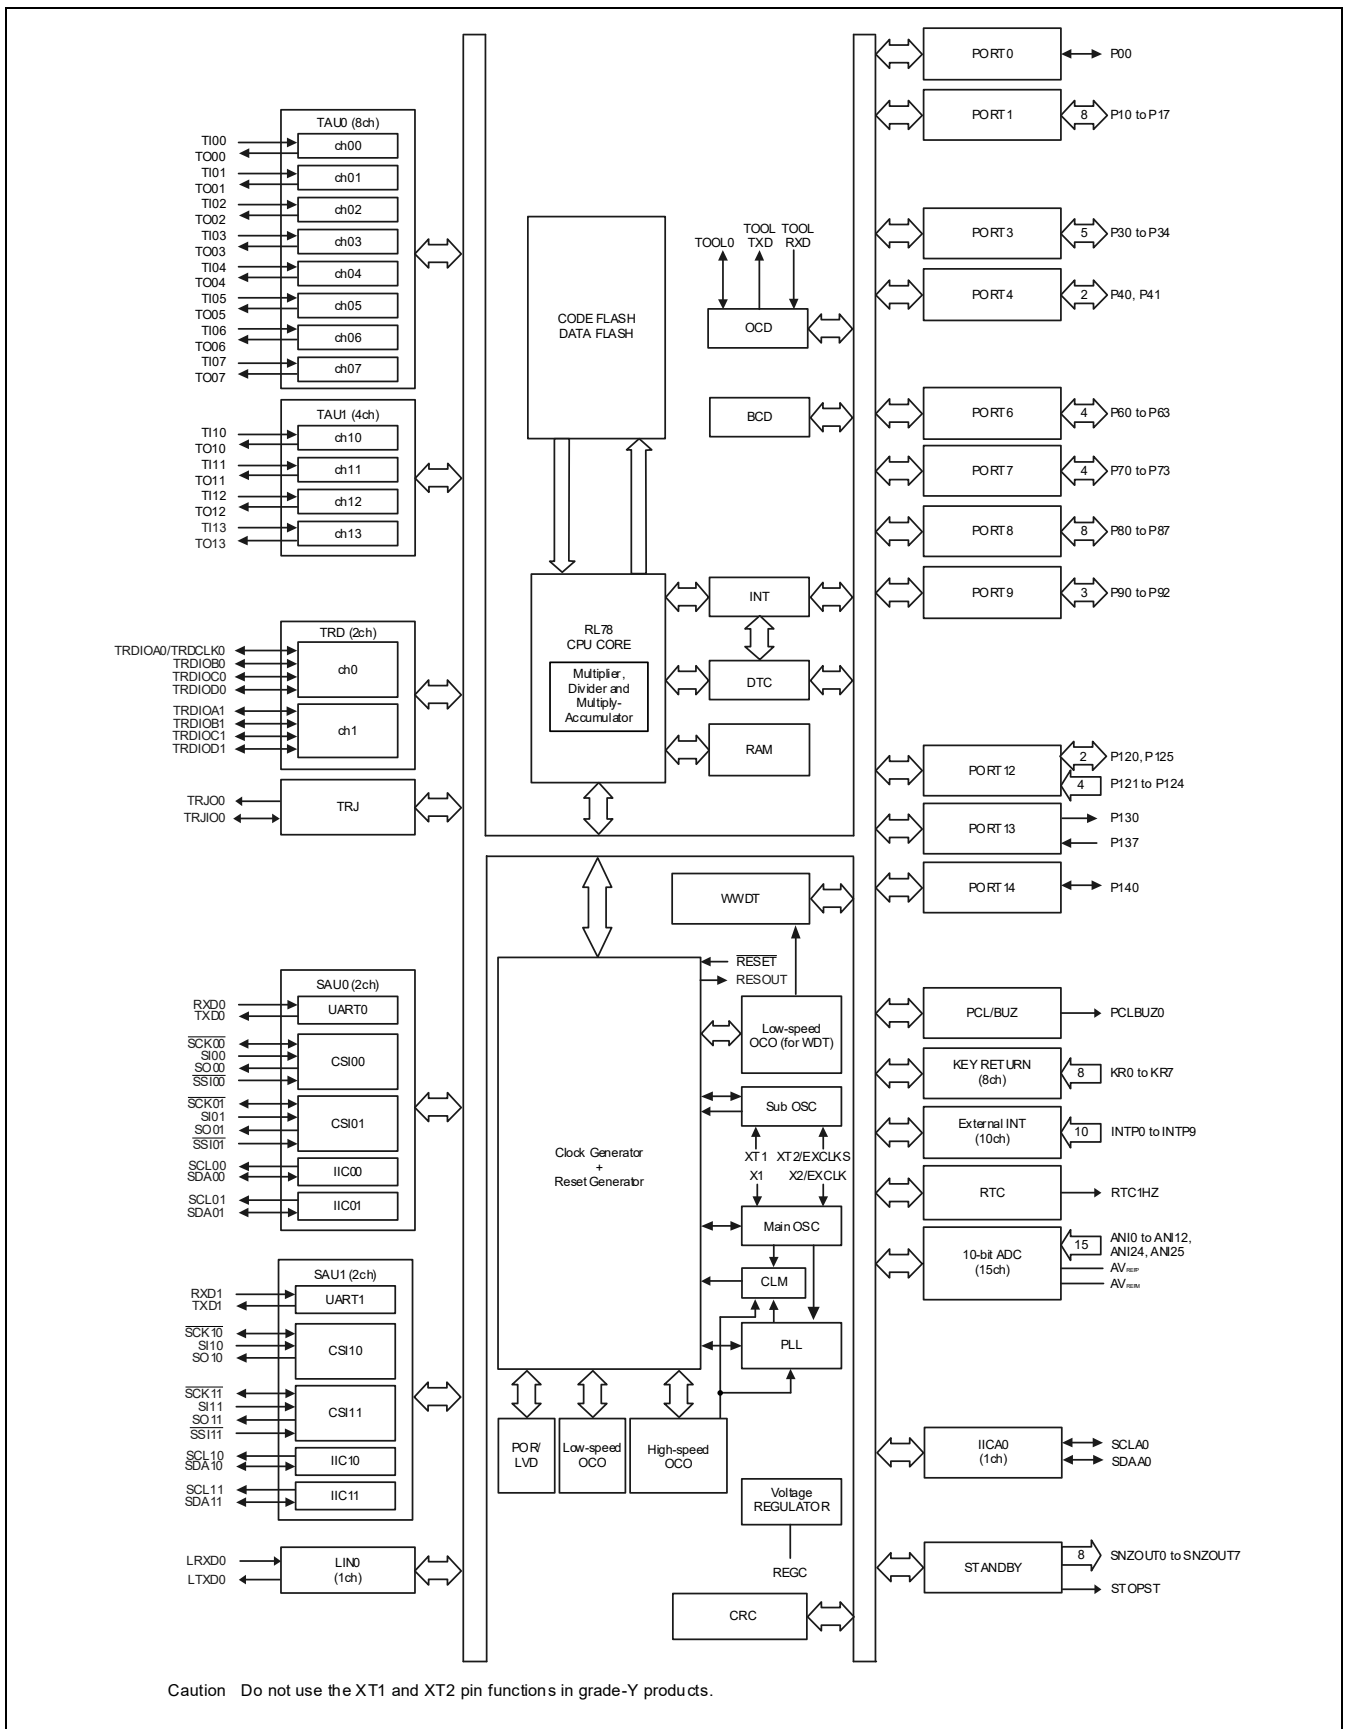 TAU0 (8ch)
TI00
TO00
ch00
TI01
TO01
ch01
TI02
TO02
ch02
TI03
TO03
ch03
TI04
TO04
ch04
TI05
TO05
ch05
TI06
TO06
ch06
TI07
TO07
ch07
TAU1 (4ch)
TI10
TO10
ch10
TI11
TO11
ch11
TI12
TO12
ch12
TI13
TO13
ch13
TRD (2ch)
TRDIOA0/TRDCLK0
TRDIOB0
TRDIOC0
TRDIOD0
ch0
TRDIOA1
TRDIOB1
TRDIOC1
TRDIOD1
ch1
TRJO0
TRJIO0
TRJ
SAU0 (2ch)
RXD0
TXD0
UART0
SCK00
SI00
SO00
SSI00
CSI00
SCK01
SI01
SO01
SSI01
CSI01
SCL00
SDA00
IIC00
SCL01
SDA01
IIC01
SAU1 (2ch)
RXD1
TXD1
UART1
SCK10
SI10
SO10
CSI10
SCK11
SI11
SO11
SSI11
CSI11
SCL10
SDA10
IIC10
SCL11
SDA11
IIC11
LRXD0
LTXD0
LIN0
(1ch)
CODE FLASH
DATA FLASH
TOOL0
TOOL
TXD
TOOL
RXD
OCD
BCD
RL78
CPU CORE
Multiplier,
Divider and
Multiply-
Accumulator
INT
DTC
RAM
WWDT
RESET
RESOUT
Low-speed
OCO (for WDT)
Sub OSC
XT1
XT2/EXCLKS
X1
X2/EXCLK
Main OSC
CLM
PLL
Clock Generator
+
Reset Generator
POR/
LVD
Low-speed
OCO
High-speed
OCO
Voltage
REGULATOR
REGC
CRC
PORT0
P00
PORT1
8
P10 to P17
PORT3
5
P30 to P34
PORT4
2
P40, P41
PORT6
4
P60 to P63
PORT7
4
P70 to P73
PORT8
8
P80 to P87
PORT9
3
P90 to P92
PORT12
2
P120, P125
4
P121 to P124
PORT13
P130
P137
PORT14
P140
PCL/BUZ
PCLBUZ0
KEY RETURN
(8ch)
8
KR0 to KR7
External INT
(10ch)
10
INTP0 to INTP9
RTC
RTC1HZ
10-bit ADC
(15ch)
15
ANI0 to ANI12,
ANI24, ANI25
AVREFP
AVREFM
IICA0
(1ch)
SCLA0
SDAA0
STANDBY
8
SNZOUT0 to SNZOUT7
STOPST
Caution Do not use the XT1 and XT2 pin functions in grade-Y products.